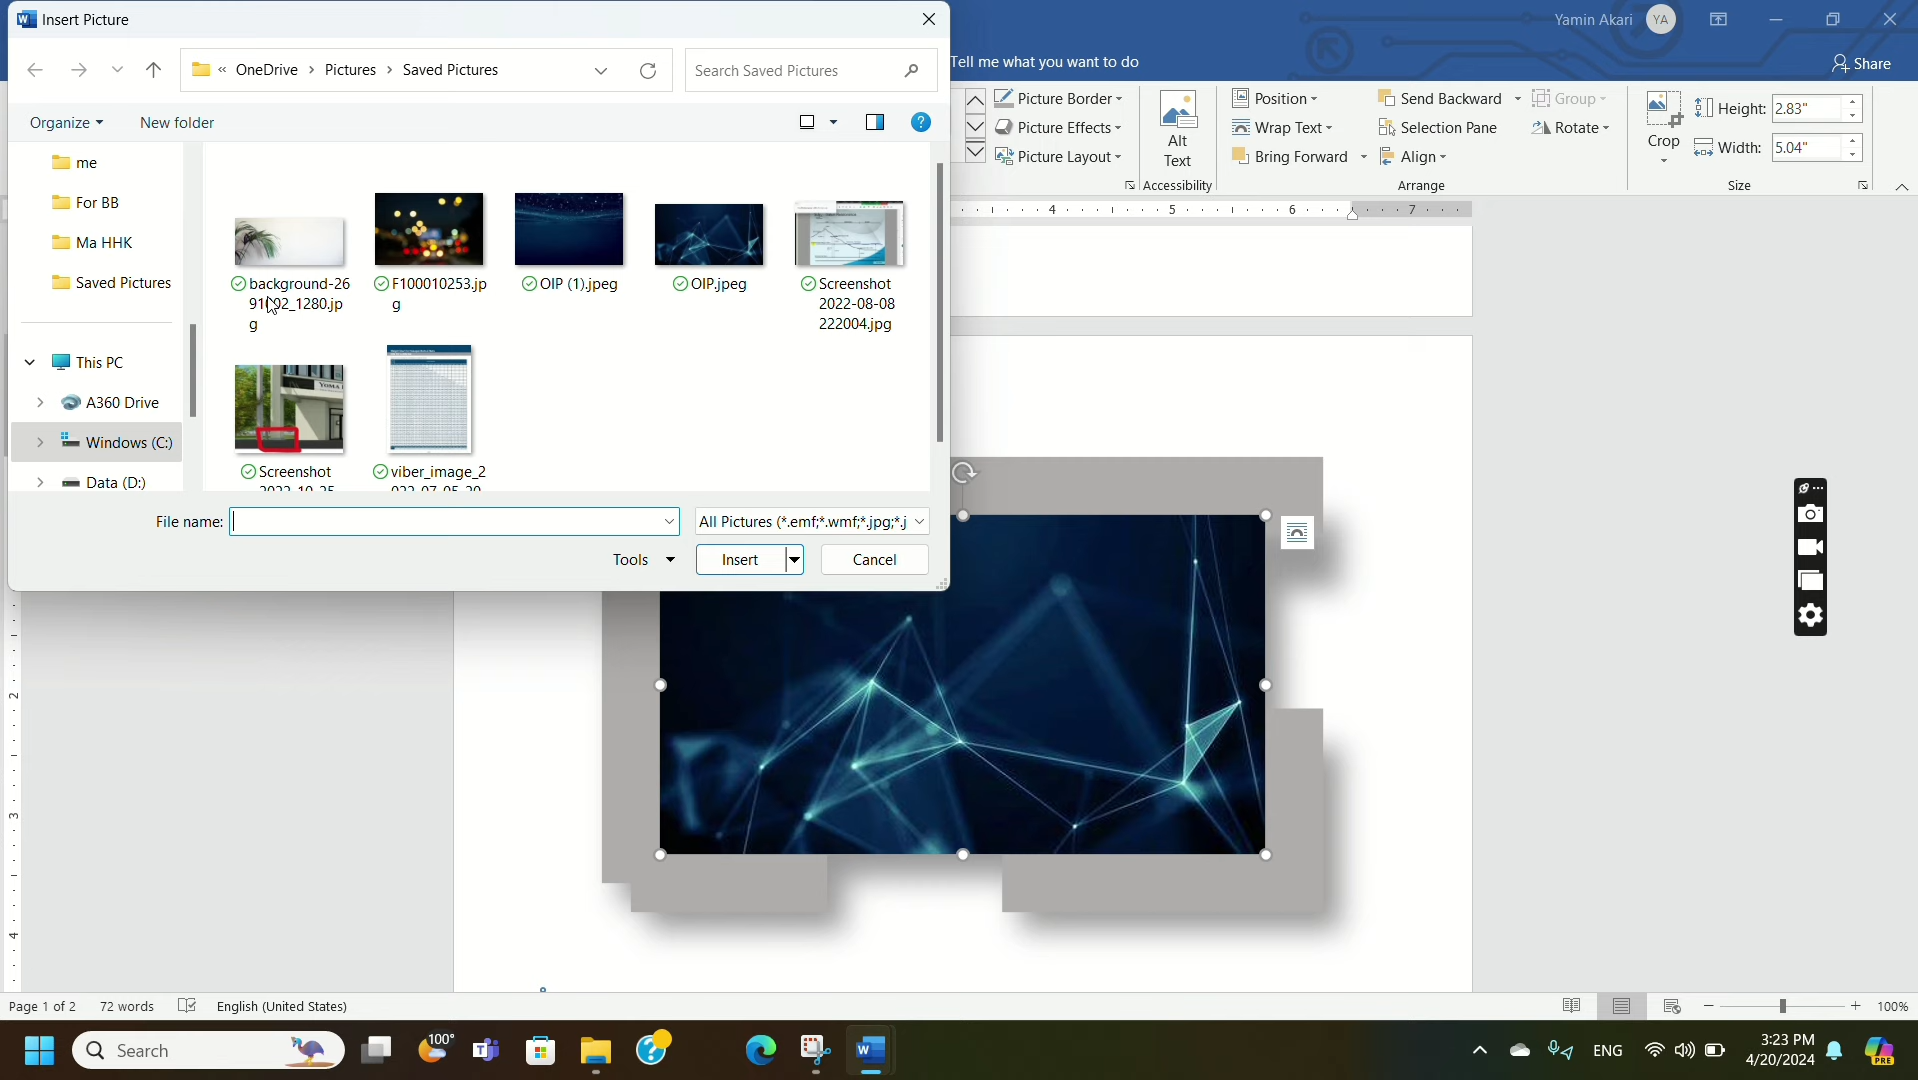 Insert Picture
Yamin Akari YA
« OneDrive › Pictures › Saved Pictures
Search Saved Pictures
Tell me what you want to do
Share
Organize
New folder
Picture Border
Picture Effects
Picture Layout
Alt
Text
Accessibility
Position
Wrap Text
Bring Forward
Send Backward
Selection Pane
Align
Group
Rotate
Arrange
Crop
Height: 2.83"
Width: 5.04"
Size
4 5 6 7
me
For BB
Ma HHK
Saved Pictures
This PC
A360 Drive
Windows (C:)
Data (D:)
background-26
91002_1280.jp
g
F100010253.jp
g
OIP (1).jpeg
OIP.jpeg
Screenshot
2022-08-08
222004.jpg
Screenshot
viber_image_2
File name:
All Pictures (*.emf;*.wmf;*.jpg;*.j
Tools
Insert
Cancel
2
3
4
Page 1 of 2
72 words
English (United States)
100%
Search
100°
ENG
3:23 PM
4/20/2024
PRE